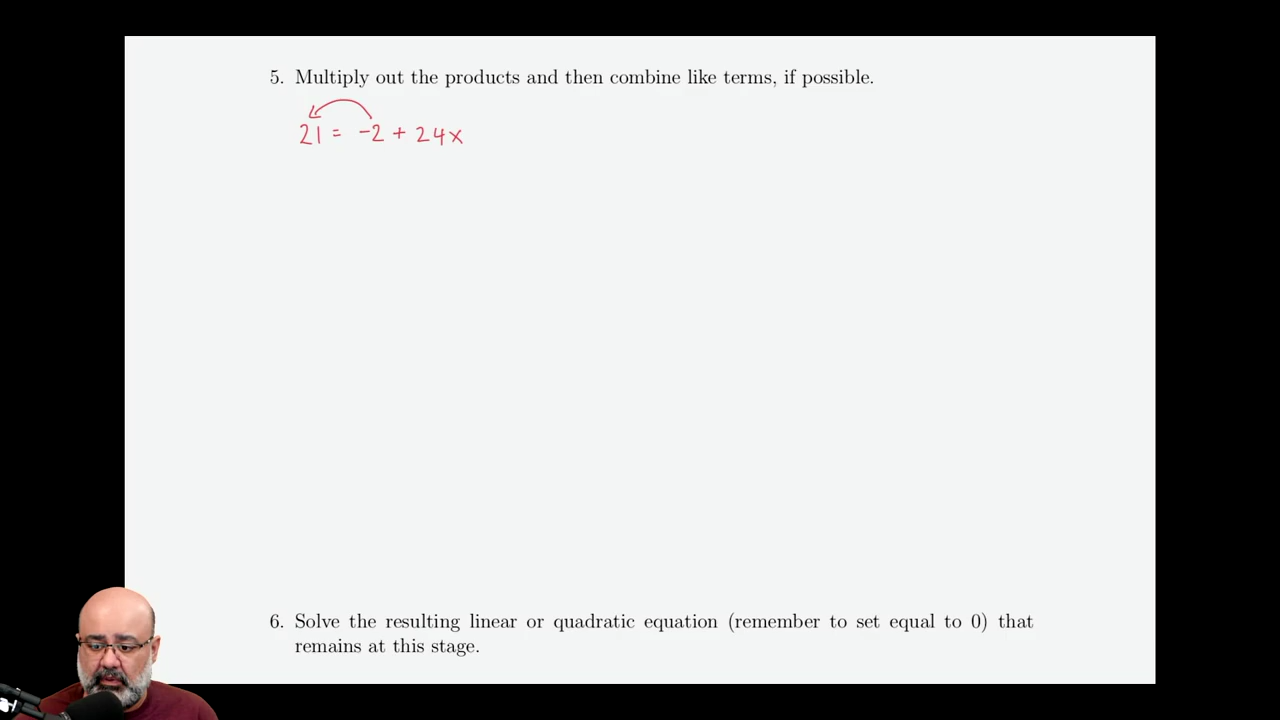 5. Multiply out the products and then combine like terms, if possible.
21 = -2 + 24x
6. Solve the resulting linear or quadratic equation (remember to set equal to 0) that
remains at this stage.